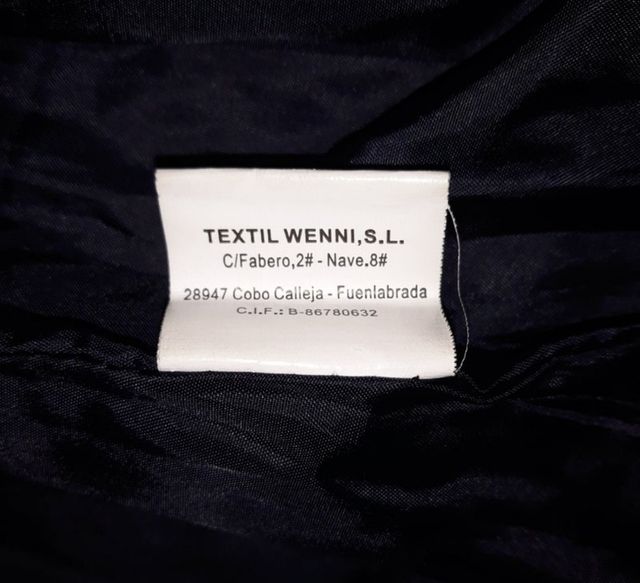 TEXTIL WENNI,S.L.
C/Fabero,2# - Nave.8#
28947 Cobo Calleja - Fuenlabrada
C.I.F.: B-86780632